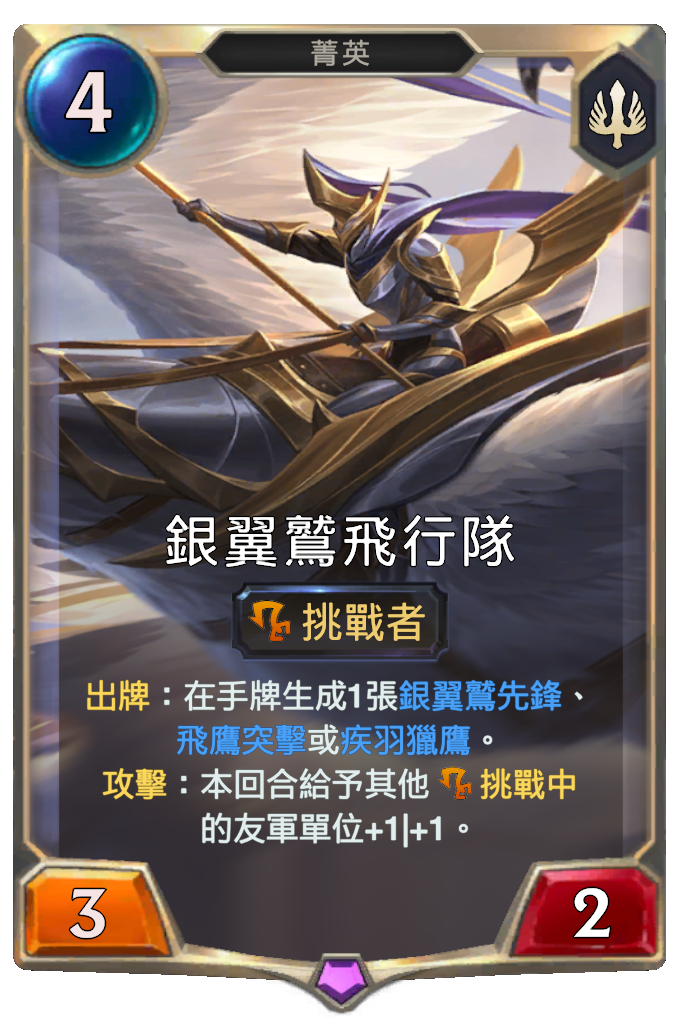 菁英
4
銀翼鷲飛行隊
挑戰者
出牌：在手牌生成1張銀翼鷲先鋒、
飛鷹突擊或疾羽獵鷹。
攻擊：本回合給予其他 挑戰中
的友軍單位+1|+1。
3
2